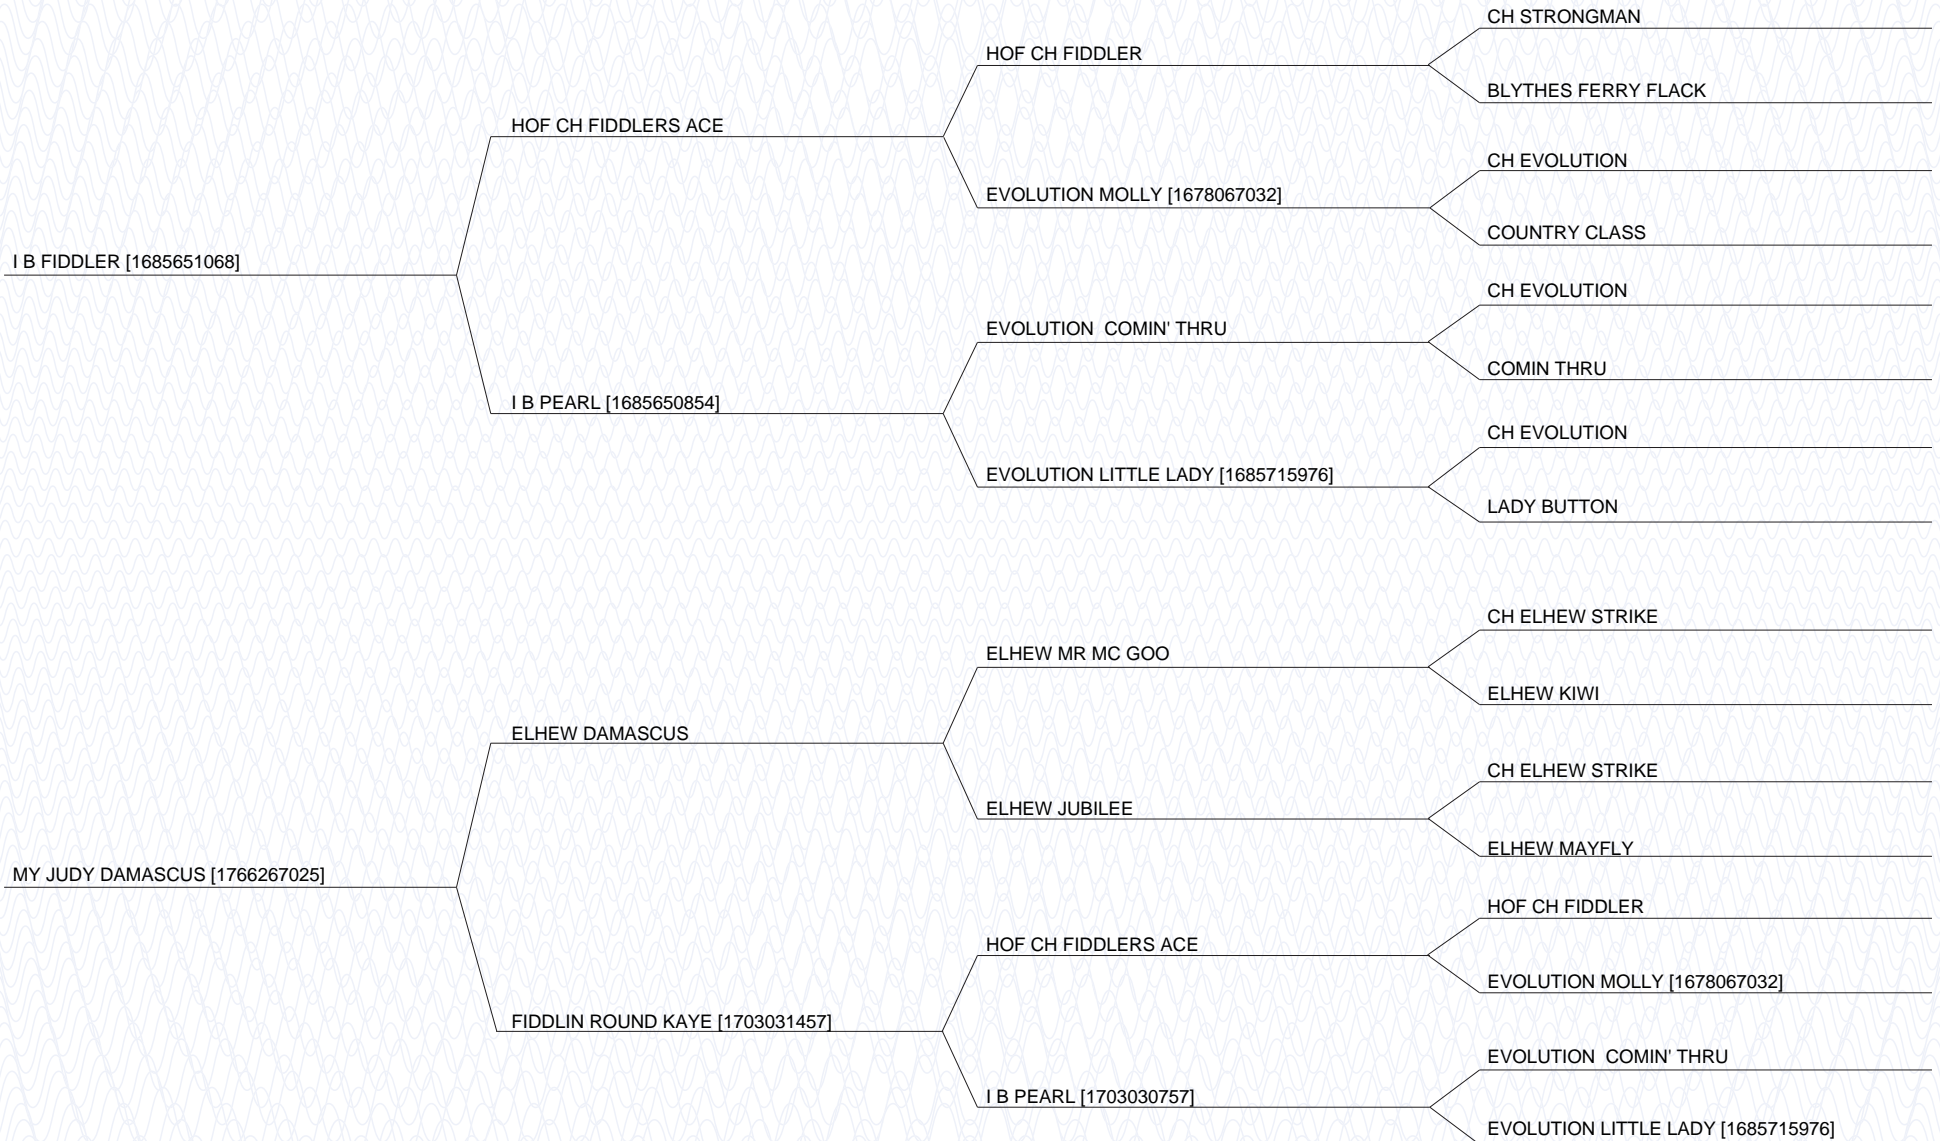 CH STRONGMAN
HOF CH FIDDLER
BLYTHES FERRY FLACK
HOF CH FIDDLERS ACE
CH EVOLUTION
EVOLUTION MOLLY [1678067032]
COUNTRY CLASS
I B FIDDLER [1685651068]
CH EVOLUTION
EVOLUTION  COMIN' THRU
COMIN THRU
I B PEARL [1685650854]
CH EVOLUTION
EVOLUTION LITTLE LADY [1685715976]
LADY BUTTON
CH ELHEW STRIKE
ELHEW MR MC GOO
ELHEW KIWI
ELHEW DAMASCUS
CH ELHEW STRIKE
ELHEW JUBILEE
ELHEW MAYFLY
MY JUDY DAMASCUS [1766267025]
HOF CH FIDDLER
HOF CH FIDDLERS ACE
EVOLUTION MOLLY [1678067032]
FIDDLIN ROUND KAYE [1703031457]
EVOLUTION  COMIN' THRU
I B PEARL [1703030757]
EVOLUTION LITTLE LADY [1685715976]